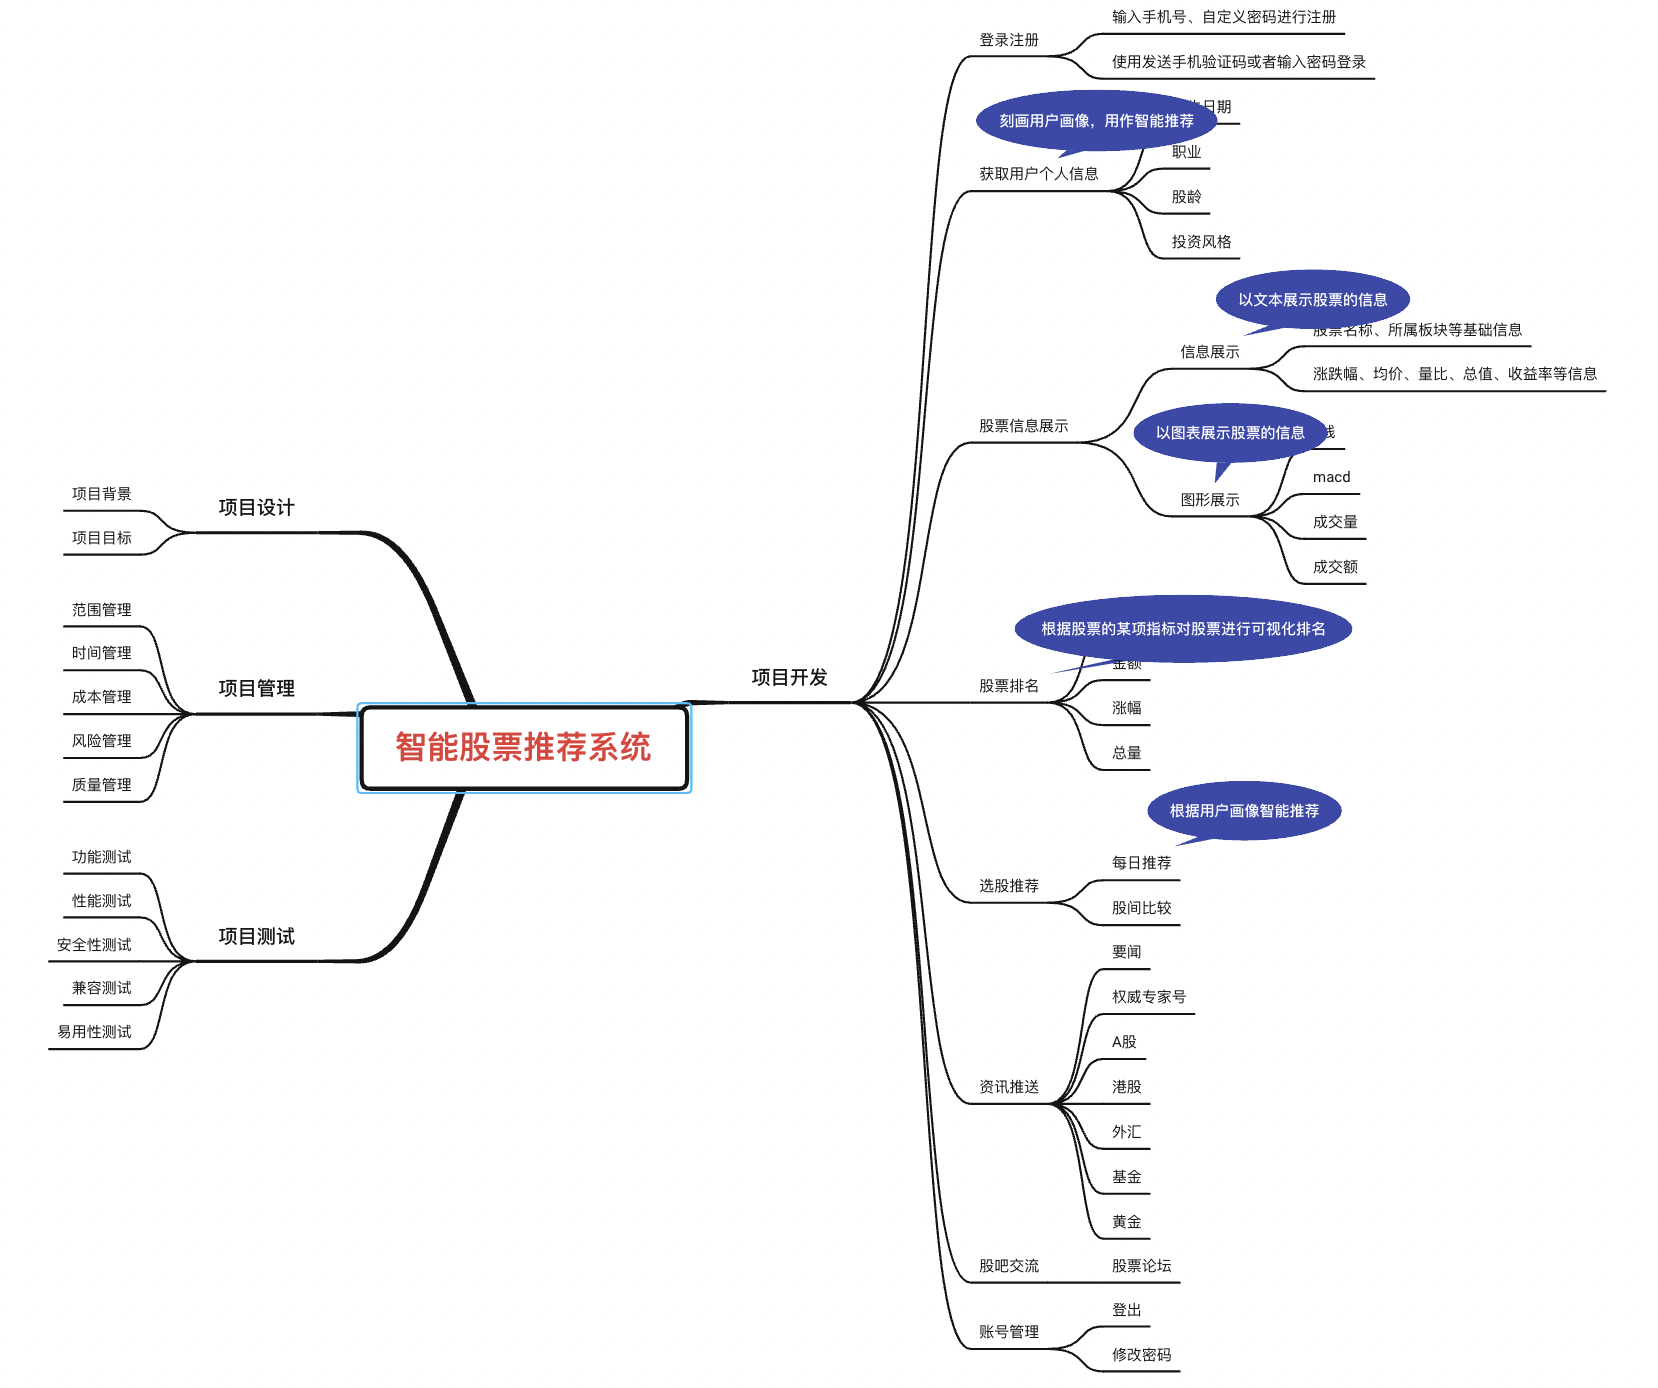 智能股票推荐系统
项目设计
项目背景
项目目标
项目管理
范围管理
时间管理
成本管理
风险管理
质量管理
项目测试
功能测试
性能测试
安全性测试
兼容测试
易用性测试
项目开发
登录注册
输入手机号、自定义密码进行注册
使用发送手机验证码或者输入密码登录
刻画用户画像，用作智能推荐
获取用户个人信息
日期
职业
股龄
投资风格
股票信息展示
以文本展示股票的信息
信息展示
股票名称、所属板块等基础信息
涨跌幅、均价、量比、总值、收益率等信息
以图表展示股票的信息
图形展示
线
macd
成交量
成交额
根据股票的某项指标对股票进行可视化排名
股票排名
金额
涨幅
总量
根据用户画像智能推荐
选股推荐
每日推荐
股间比较
资讯推送
要闻
权威专家号
A股
港股
外汇
基金
黄金
股吧交流
股票论坛
账号管理
登出
修改密码